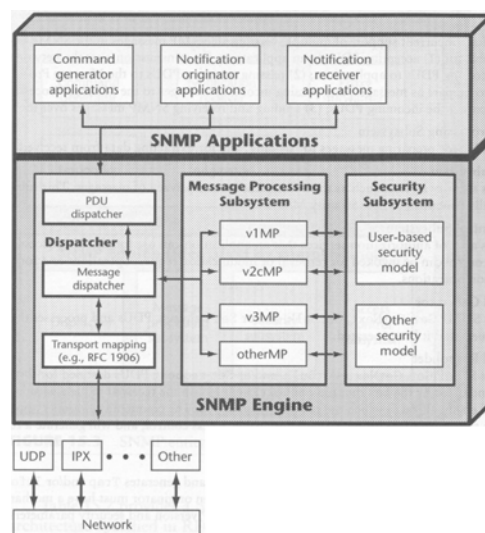 Command
generator
applications
Notification
originator
applications
Notification
receiver
applications
SNMP Applications
PDU
dispatcher
Dispatcher
Message
dispatcher
Transport mapping
(e.g., RFC 1906)
Message Processing
Subsystem
v1MP
v2cMP
v3MP
otherMP
Security
Subsystem
User-based
security
model
Other
security
model
SNMP Engine
UDP
IPX
• • •
Other
Network